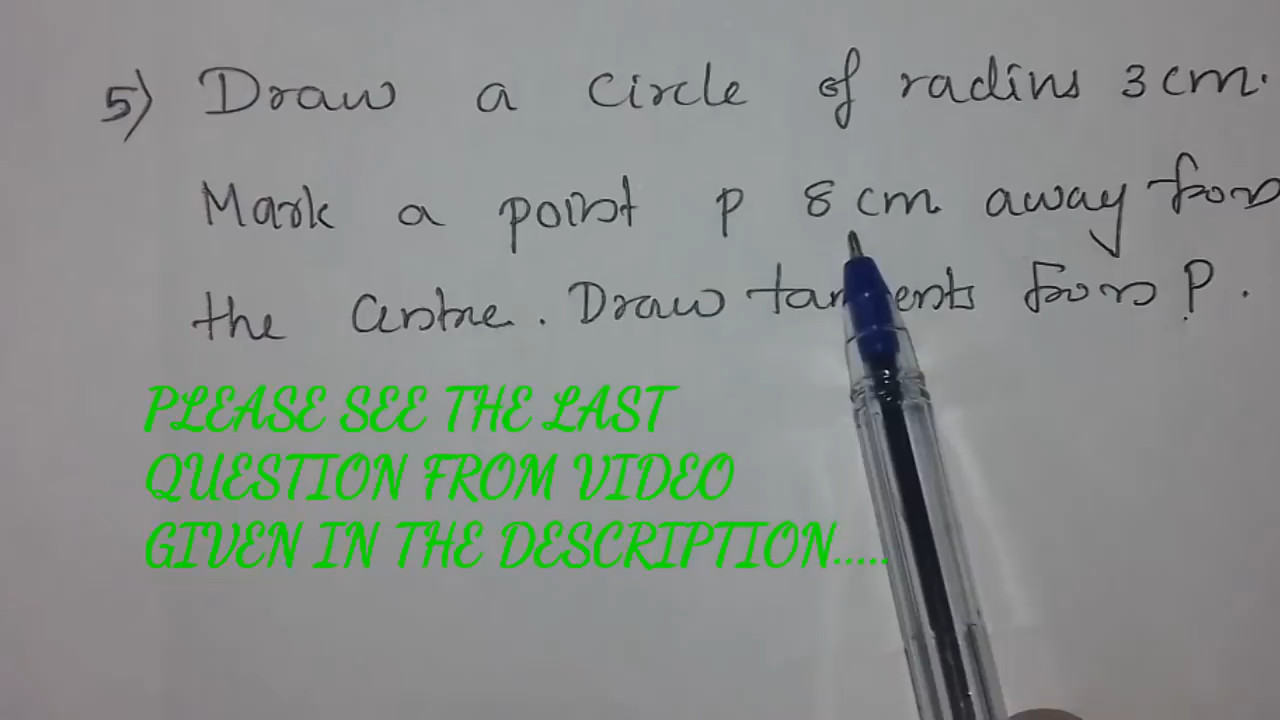 5) Draw a circle of radius 3 cm.
Mark a point P 8 cm away from
the centre. Draw tangents from P.
PLEASE SEE THE LAST
QUESTION FROM VIDEO
GIVEN IN THE DESCRIPTION.....